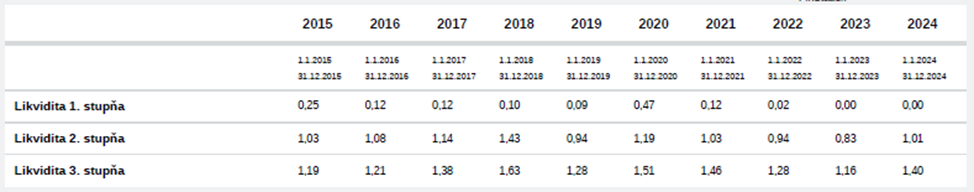 2015 2016 2017 2018 2019 2020 2021 2022 2023 2024
1.1.2015 1.1.2016 1.1.2017 1.1.2018 1.1.2019 1.1.2020 1.1.2021 1.1.2022 1.1.2023 1.1.2024
31.12.2015 31.12.2016 31.12.2017 31.12.2018 31.12.2019 31.12.2020 31.12.2021 31.12.2022 31.12.2023 31.12.2024
Likvidita 1. stupňa 0,25 0,12 0,12 0,10 0,09 0,47 0,12 0,02 0,00 0,00
Likvidita 2. stupňa 1,03 1,08 1,14 1,43 0,94 1,19 1,03 0,94 0,83 1,01
Likvidita 3. stupňa 1,19 1,21 1,38 1,63 1,28 1,51 1,46 1,28 1,16 1,40